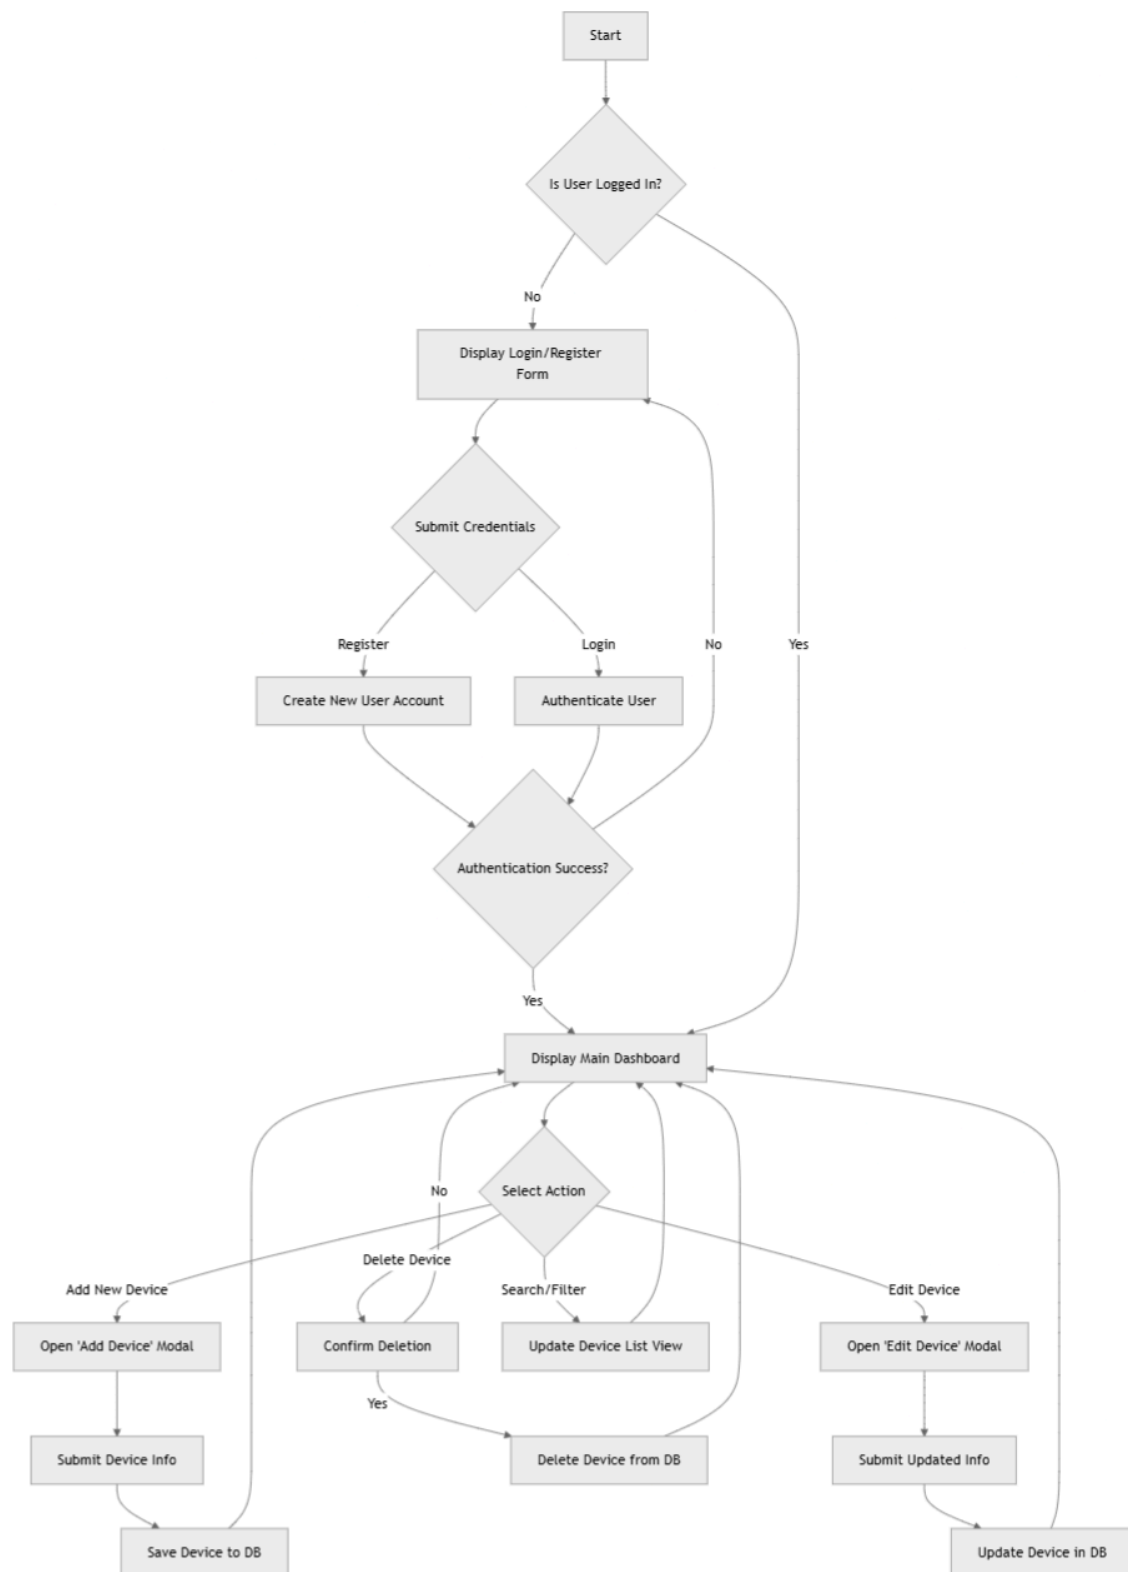 Start
Is User Logged In?
No
Display Login/Register
Form
Submit Credentials
Register
Login
No
Yes
Create New User Account
Authenticate User
Authentication Success?
Yes
Display Main Dashboard
No
Select Action
Delete Device
Add New Device
Search/Filter
Edit Device
Open 'Add Device' Modal
Confirm Deletion
Update Device List View
Open 'Edit Device' Modal
Yes
Submit Device Info
Delete Device from DB
Submit Updated Info
Save Device to DB
Update Device in DB